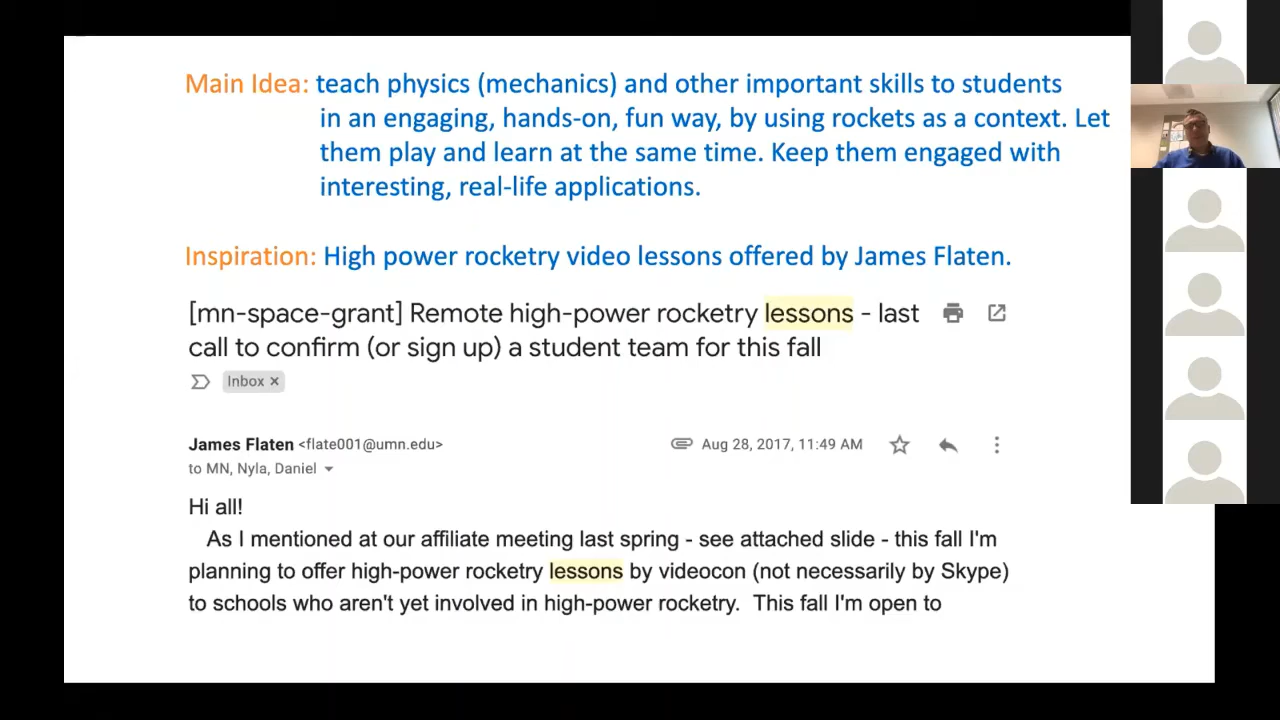 Main Idea: teach physics (mechanics) and other important skills to students
in an engaging, hands-on, fun way, by using rockets as a context. Let
them play and learn at the same time. Keep them engaged with
interesting, real-life applications.
Inspiration: High power rocketry video lessons offered by James Flaten.
[mn-space-grant] Remote high-power rocketry lessons - last
call to confirm (or sign up) a student team for this fall
Inbox ×
James Flaten <flate001@umn.edu> Aug 28, 2017, 11:49 AM
to MN, Nyla, Daniel
Hi all!
As I mentioned at our affiliate meeting last spring - see attached slide - this fall I'm
planning to offer high-power rocketry lessons by videocon (not necessarily by Skype)
to schools who aren't yet involved in high-power rocketry. This fall I'm open to